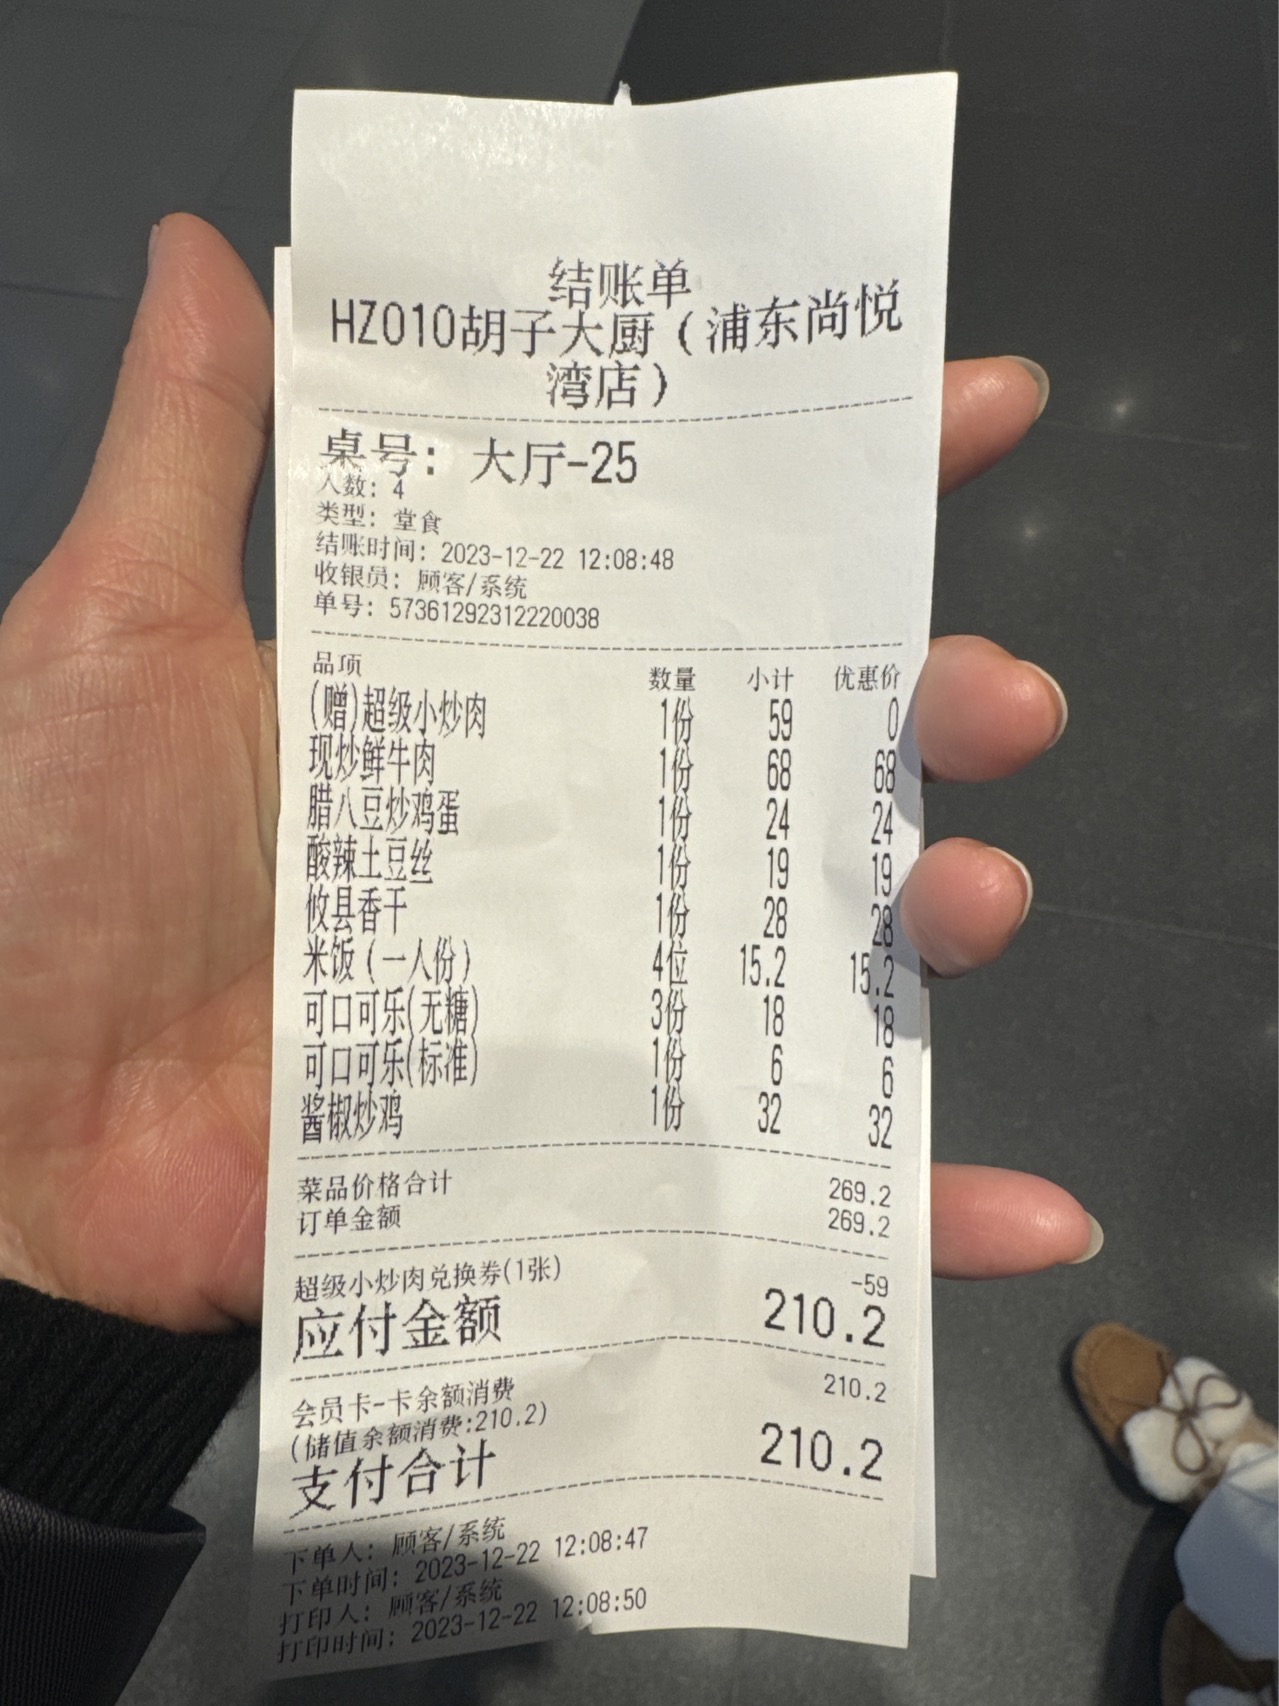 结账单
HZ010胡子大厨（浦东尚悦
湾店）
桌号： 大厅-25
人数：4
类型：堂食
结账时间：2023-12-22 12:08:48
收银员：顾客/系统
单号：573612923122200​38
品项 数量 小计 优惠价
(赠)超级小炒肉 1份 59 0
现炒鲜牛肉 1份 68 68
腊八豆炒鸡蛋 1份 24 24
酸辣土豆丝 1份 19 19
攸县香干 1份 28 28
米饭（一人份） 4位 15.2 15.2
可口可乐(无糖) 3份 18 18
可口可乐(标准) 1份 6 6
酱椒炒鸡 1份 32 32
菜品价格合计 269.2
订单金额 269.2
超级小炒肉兑换券(1张) -59
应付金额 210.2
会员卡-卡余额消费 210.2
(储值余额消费:210.2)
支付合计 210.2
下单人：顾客/系统
下单时间：2023-12-22 12:08:47
打印人：顾客/系统
打印时间：2023-12-22 12:08:50